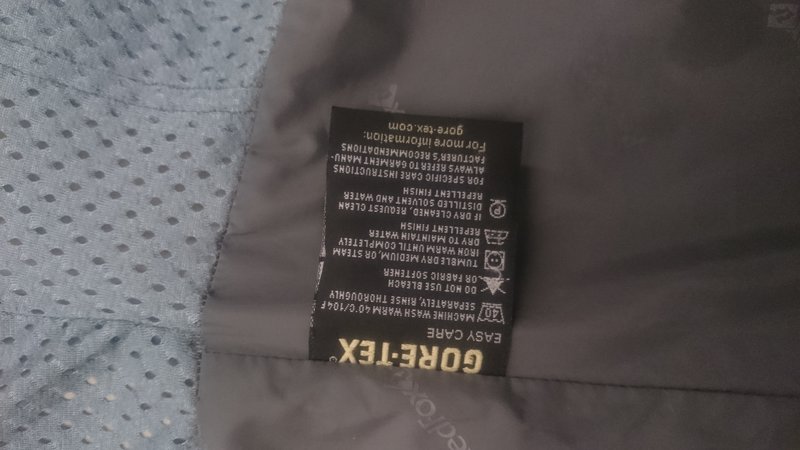 GORE-TEX
EASY CARE
40
MACHINE WASH WARM 40°C/104°F
SEPARATELY, RINSE THOROUGHLY
DO NOT USE BLEACH
OR FABRIC SOFTENER
TUMBLE DRY MEDIUM, OR STEAM
IRON WARM UNTIL COMPLETELY
DRY TO MAINTAIN WATER
REPELLENT FINISH
P
IF DRY CLEANED, REQUEST CLEAN
DISTILLED SOLVENT AND WATER
REPELLENT FINISH
FOR SPECIFIC CARE INSTRUCTIONS
ALWAYS REFER TO GARMENT MANU-
FACTURER'S RECOMMENDATIONS
For more information:
gore-tex.com
redFox